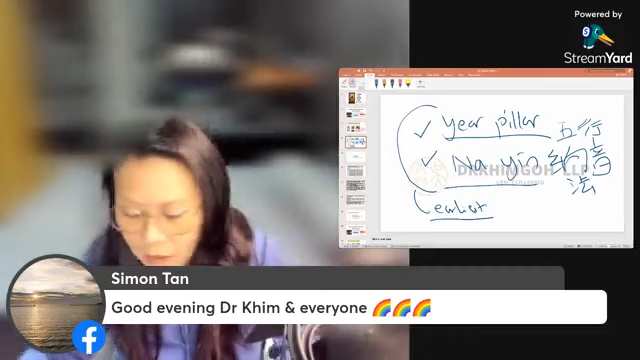 Powered by
StreamYard
year pillar 五行
Na Yin 納音
法
DRKHIMGOH LLP
Simon Tan
Good evening Dr Khim & everyone 🌈🌈🌈